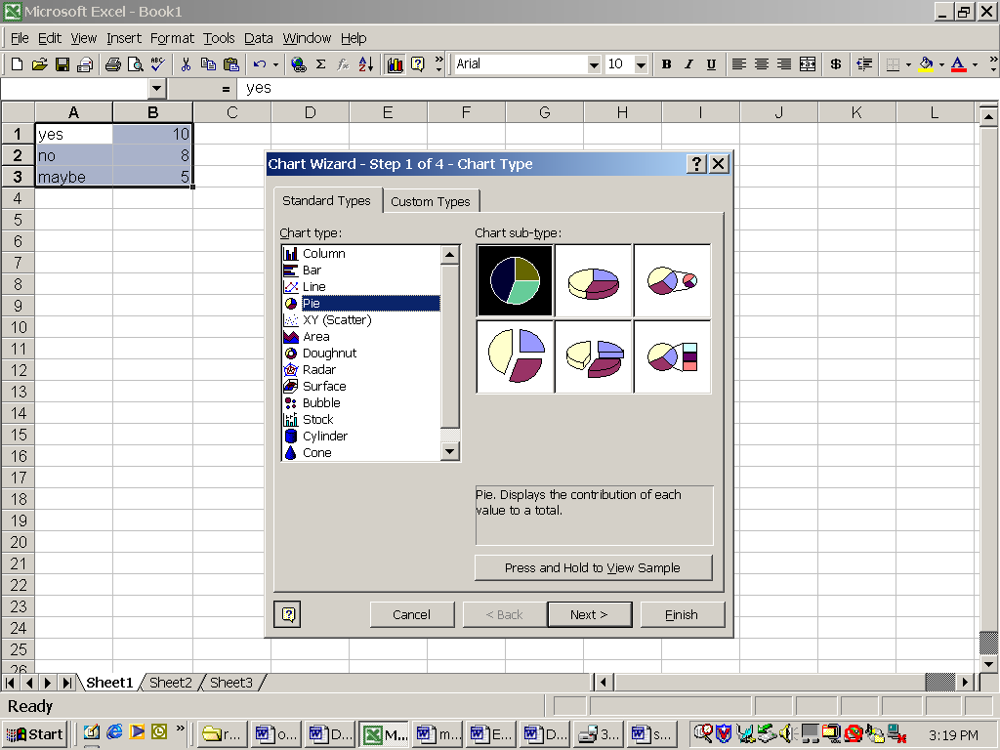 Microsoft Excel - Book1
File Edit View Insert Format Tools Data Window Help
Arial 10 B I U $ A
= yes
A B C D E F G H I J K L
1 yes 10
2 no 8
3 maybe 5
4
5
6
7
8
9
10
11
12
13
14
15
16
17
18
19
20
21
22
23
24
25
26
Chart Wizard - Step 1 of 4 - Chart Type
Standard Types Custom Types
Chart type:
Column
Bar
Line
Pie
XY (Scatter)
Area
Doughnut
Radar
Surface
Bubble
Stock
Cylinder
Cone
Chart sub-type:
Pie. Displays the contribution of each
value to a total.
Press and Hold to View Sample
Cancel < Back Next > Finish
Sheet1 Sheet2 Sheet3
Ready
Start r... o... D... M... m... E... D... 3... s... 3:19 PM